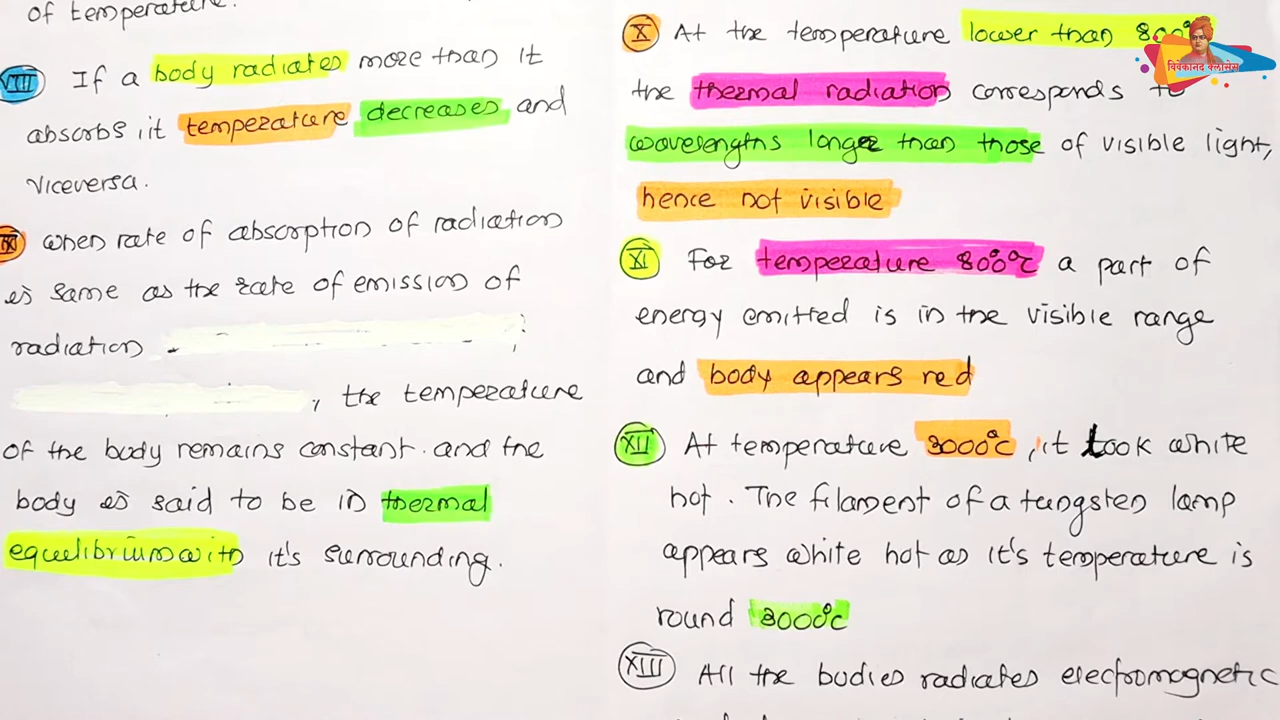 of temperature.
VIII If a body radiates more than it
absorbs, it temperature decreases and
viceversa.
IX when rate of absorption of radiation
is same as the rate of emission of
radiation
, the temperature
of the body remains constant. and the
body is said to be in thermal
equilibrium with it's surrounding.
X At the temperature lower than 800°
the thermal radiation corresponds to
wavelengths longer than those of visible light,
hence not visible
XI For temperature 800°c a part of
energy emitted is in the visible range
and body appears red
XII At temperature 3000°c, it look white
hot. The filament of a tungsten lamp
appears white hot as it's temperature is
round 3000°c
XIII All the bodies radiates electromagnetic
विवेकानंद क्लासेस